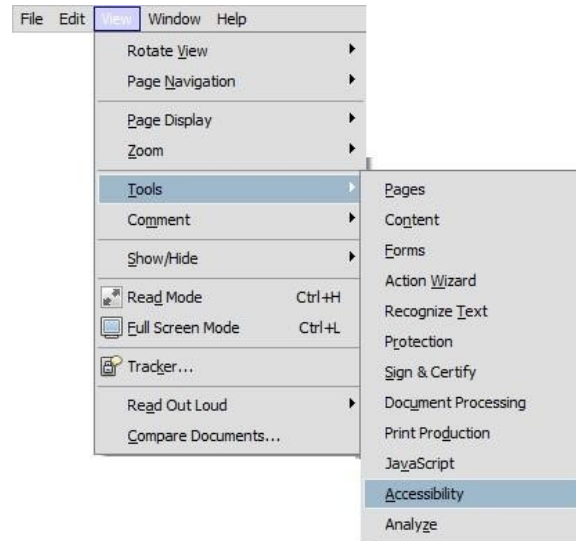 File Edit View Window Help
Rotate View
Page Navigation
Page Display
Zoom
Tools
Comment
Show/Hide
Read Mode Ctrl+H
Full Screen Mode Ctrl+L
Tracker...
Read Out Loud
Compare Documents...
Pages
Content
Forms
Action Wizard
Recognize Text
Protection
Sign & Certify
Document Processing
Print Production
JavaScript
Accessibility
Analyze